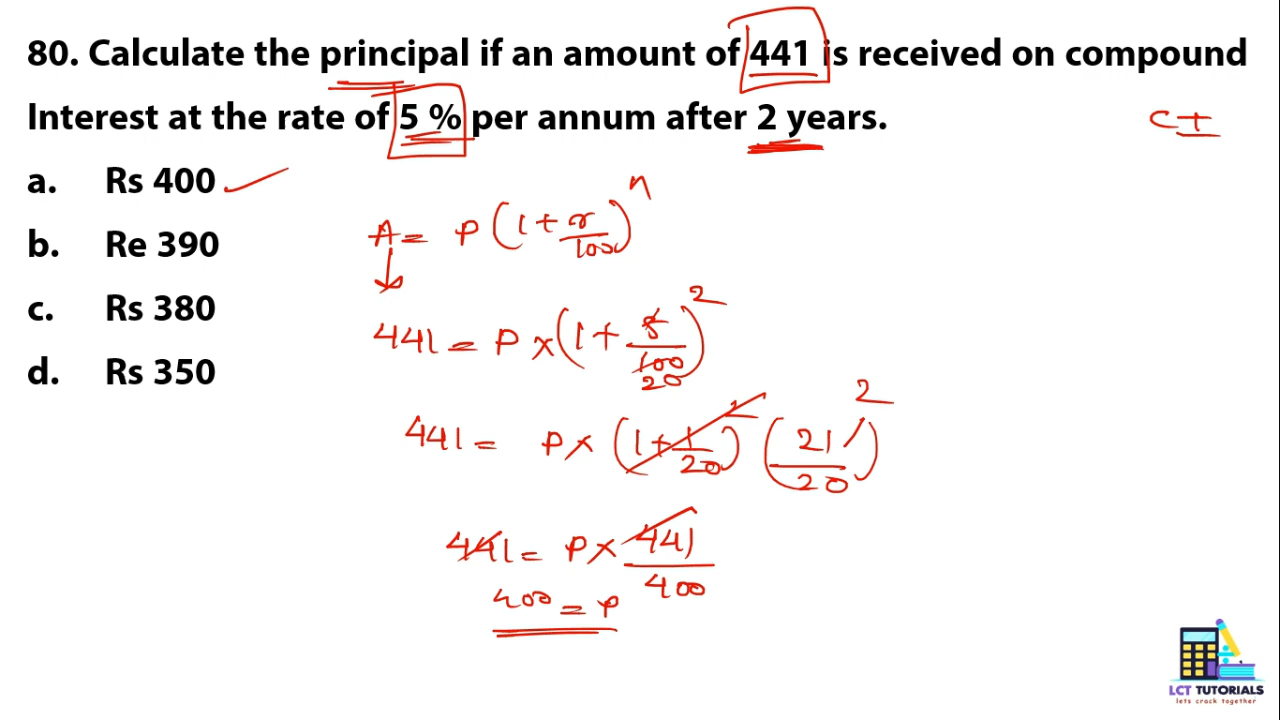 80. Calculate the principal if an amount of 441 is received on compound
Interest at the rate of 5 % per annum after 2 years.
CI
a. Rs 400
b. Re 390
c. Rs 380
d. Rs 350
A = P(1+r/100)^n
441 = P×(1+5/100)^2
20
441 = P×(1+1/20)^2 (21/20)^2
441 = P×441/400
400 = P
LCT TUTORIALS
lets crack together